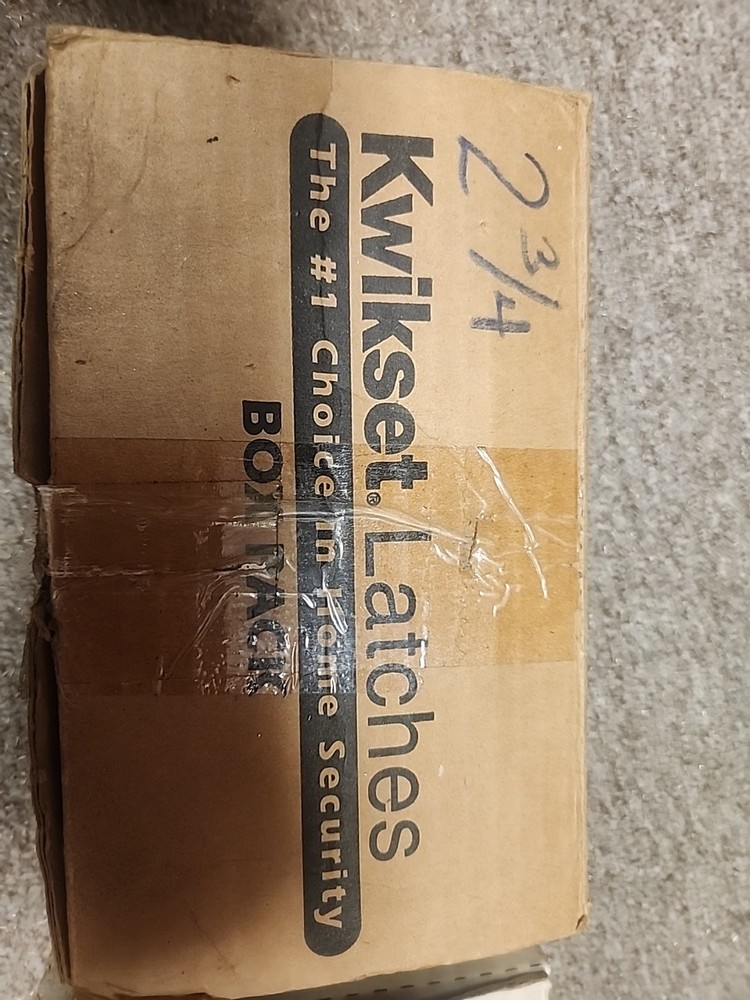 2 3/4
Kwikset® Latches
The #1 Choice in Home Security
BOX PACK